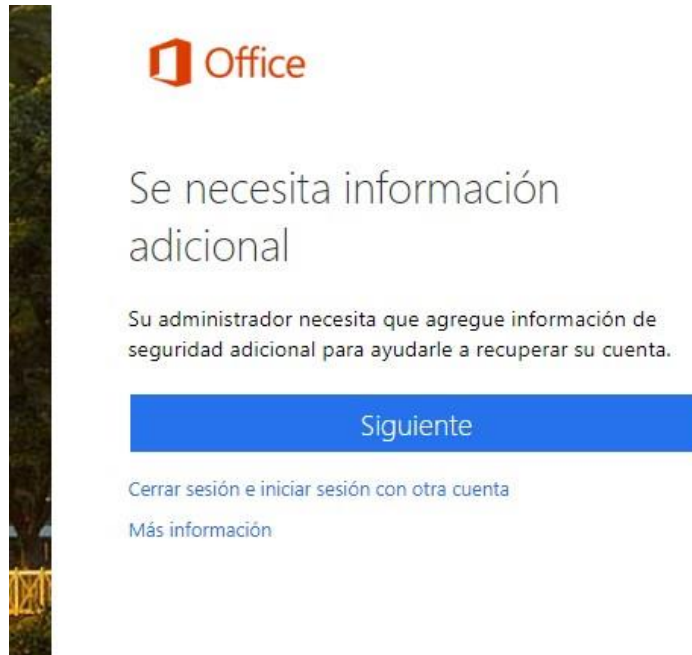 Office
Se necesita información
adicional
Su administrador necesita que agregue información de
seguridad adicional para ayudarle a recuperar su cuenta.
Siguiente
Cerrar sesión e iniciar sesión con otra cuenta
Más información